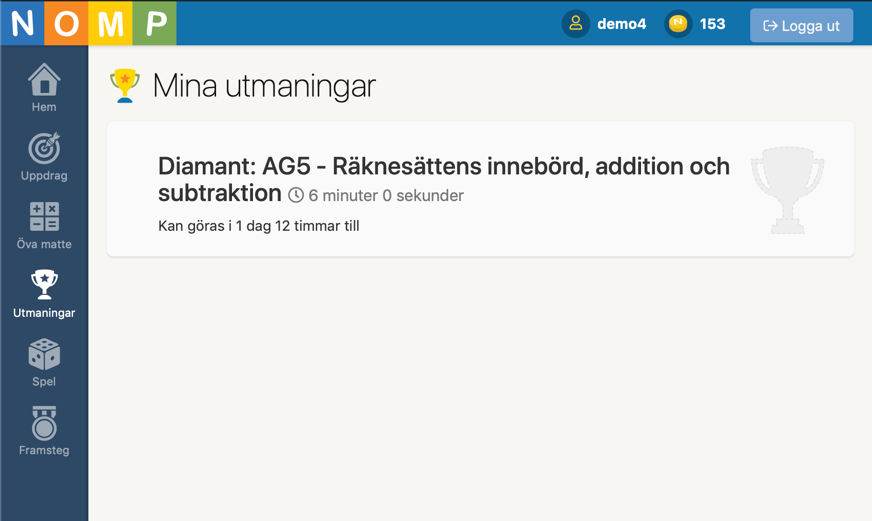 NOMP
demo4
153
Logga ut
Hem
Uppdrag
Öva matte
Utmaningar
Spel
Framsteg
Mina utmaningar
Diamant: AG5 - Räknesättens innebörd, addition och
subtraktion 6 minuter 0 sekunder
Kan göras i 1 dag 12 timmar till